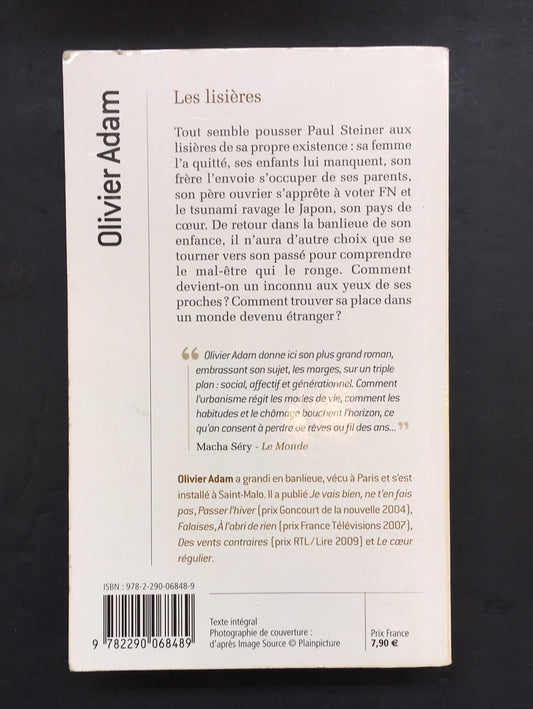 Olivier Adam
Les lisières
Tout semble pousser Paul Steiner aux
lisières de sa propre existence : sa femme
l'a quitté, ses enfants lui manquent, son
frère l'envoie s'occuper de ses parents,
son père ouvrier s'apprête à voter FN et
le tsunami ravage le Japon, son pays de
cœur. De retour dans la banlieue de son
enfance, il n'aura d'autre choix que se
tourner vers son passé pour comprendre
le mal-être qui le ronge. Comment
devient-on un inconnu aux yeux de ses
proches ? Comment trouver sa place dans
un monde devenu étranger ?
“ Olivier Adam donne ici son plus grand roman,
embrassant son sujet, les marges, sur un triple
plan : social, affectif et générationnel. Comment
l'urbanisme régit les modes de vie, comment les
habitudes et le chômage bouchent l'horizon, ce
qu'on consent à perdre de rêves au fil des ans... ”
Macha Séry - Le Monde
Olivier Adam a grandi en banlieue, vécu à Paris et s'est
installé à Saint-Malo. Il a publié Je vais bien, ne t'en fais
pas, Passer l'hiver (prix Goncourt de la nouvelle 2004),
Falaises, À l'abri de rien (prix France Télévisions 2007),
Des vents contraires (prix RTL / Lire 2009) et Le cœur
régulier.
ISBN : 978-2-290-06848-9
9 782290 068489
Texte intégral
Photographie de couverture :
d'après Image Source © Plainpicture
Prix France
7,90 €